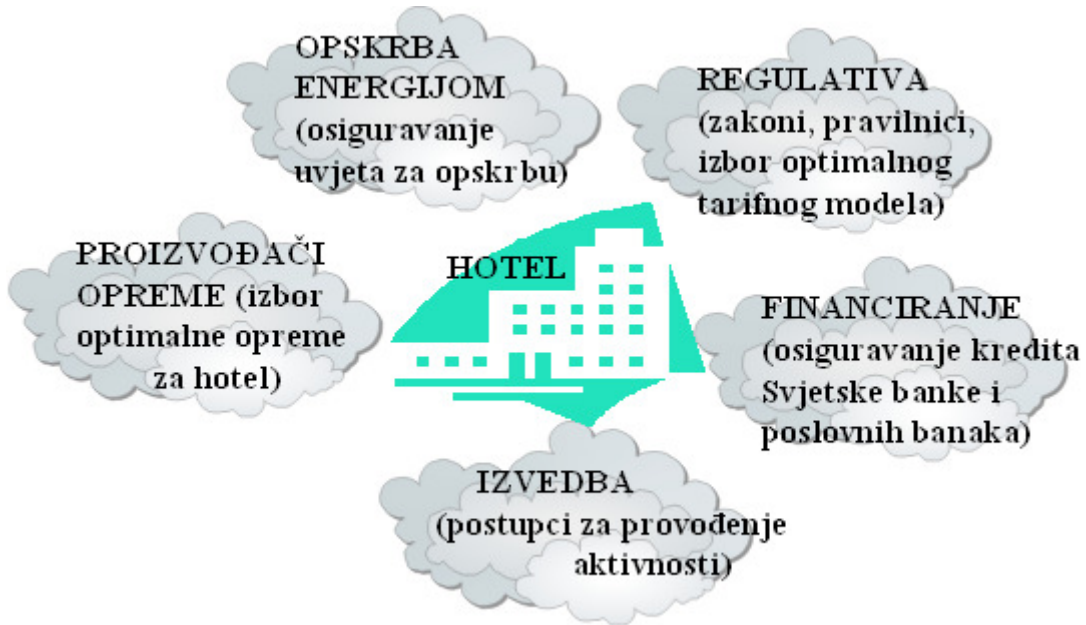 OPSKRBA
ENERGIJOM
(osiguravanje
uvjeta za opskrbu)
REGULATIVA
(zakoni, pravilnici,
izbor optimalnog
tarifnog modela)
PROIZVOĐAČI
OPREME (izbor
optimalne opreme
za hotel)
HOTEL
FINANCIRANJE
(osiguravanje kredita
Svjetske banke i
poslovnih banaka)
IZVEDBA
(postupci za provođenje
aktivnosti)